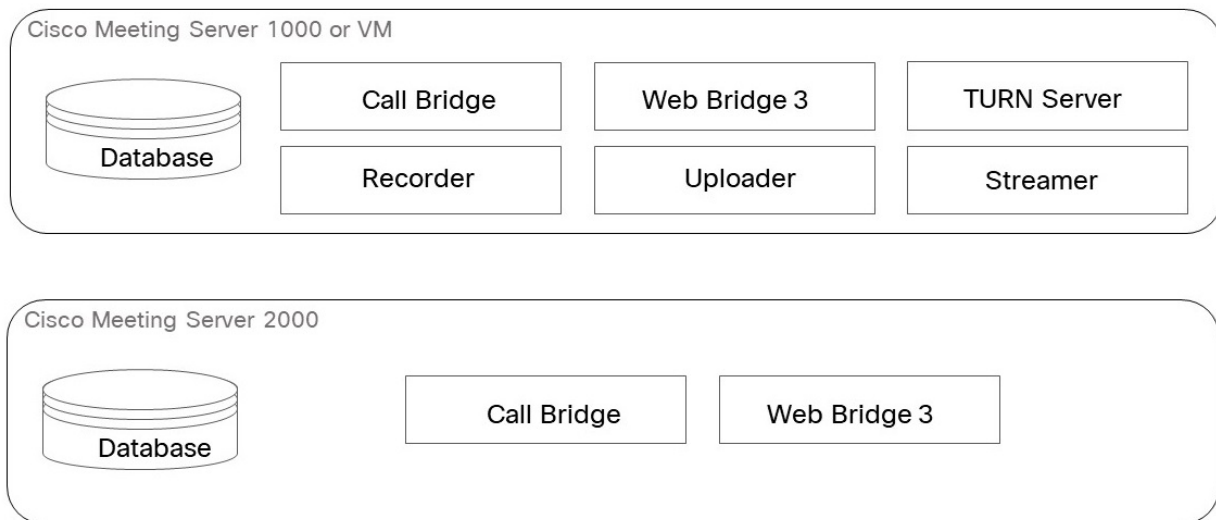 Cisco Meeting Server 1000 or VM
Call Bridge
Web Bridge 3
TURN Server
Database
Recorder
Uploader
Streamer
Cisco Meeting Server 2000
Call Bridge
Web Bridge 3
Database